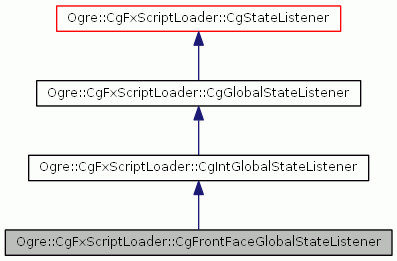 Ogre::CgFxScriptLoader::CgStateListener
Ogre::CgFxScriptLoader::CgGlobalStateListener
Ogre::CgFxScriptLoader::CgIntGlobalStateListener
Ogre::CgFxScriptLoader::CgFrontFaceGlobalStateListener